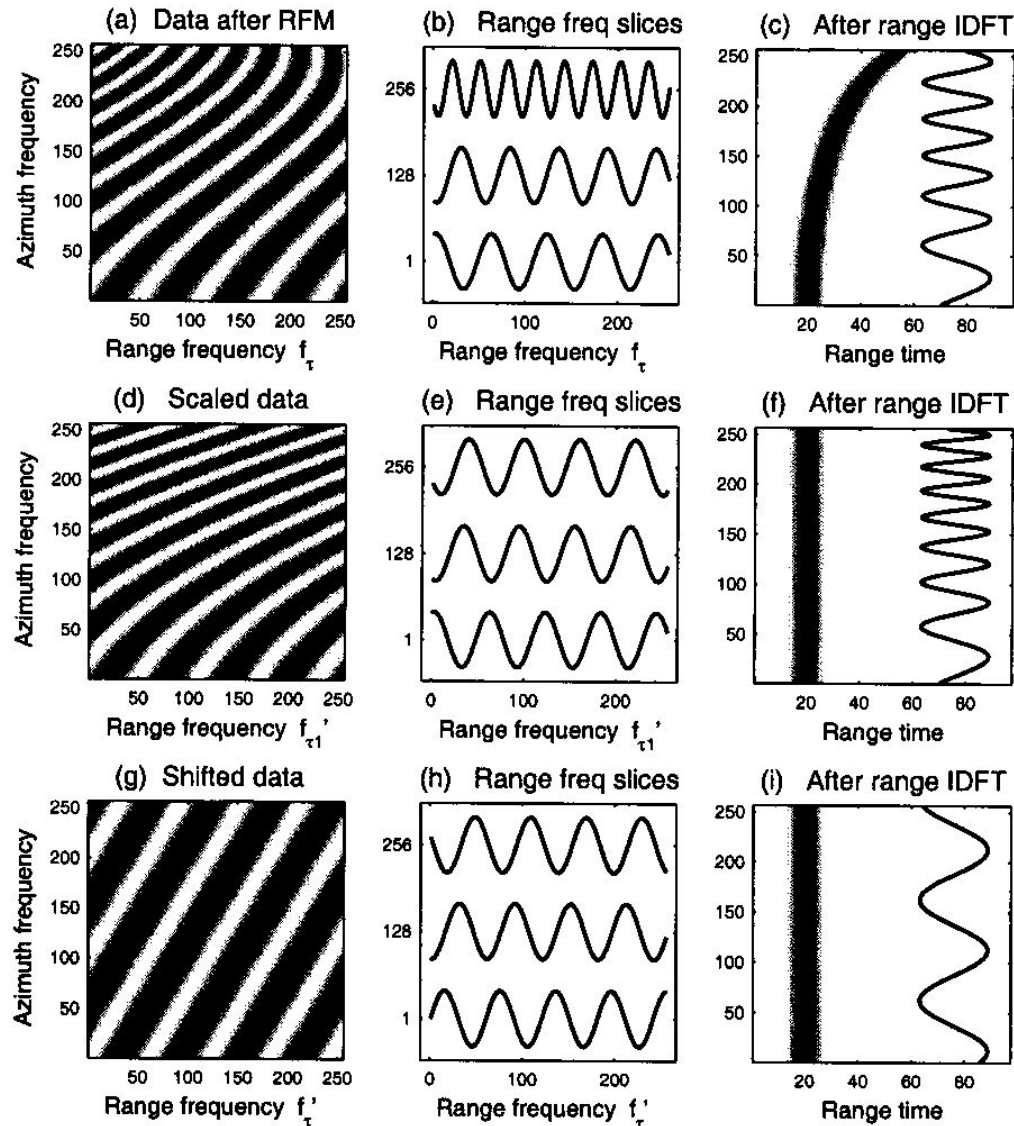 (a) Data after RFM
(b) Range freq slices
(c) After range IDFT
Azimuth frequency
250
200
150
100
50
50 100 150 200 250
Range frequency f_τ
256
128
1
0 100 200
Range frequency f_τ
250
200
150
100
50
20 40 60 80
Range time
(d) Scaled data
(e) Range freq slices
(f) After range IDFT
Azimuth frequency
250
200
150
100
50
50 100 150 200 250
Range frequency f_τ1'
256
128
1
0 100 200
Range frequency f_τ1'
250
200
150
100
50
20 40 60 80
Range time
(g) Shifted data
(h) Range freq slices
(i) After range IDFT
Azimuth frequency
250
200
150
100
50
50 100 150 200 250
Range frequency f_τ'
256
128
1
0 100 200
Range frequency f_τ'
250
200
150
100
50
20 40 60 80
Range time